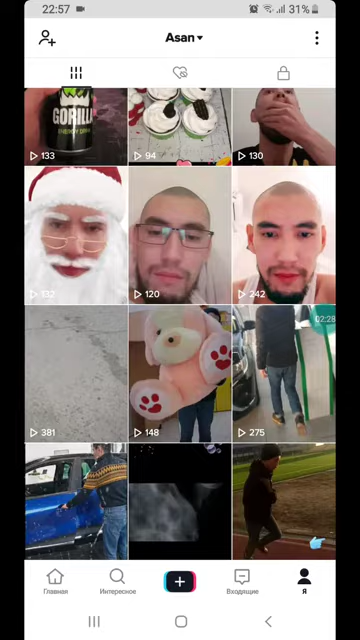 22:57
31%
Asan
GORILLA
ENERGY DRINK
133
94
130
132
120
242
02:28
381
148
275
Главная
Интересное
Входящие
Я